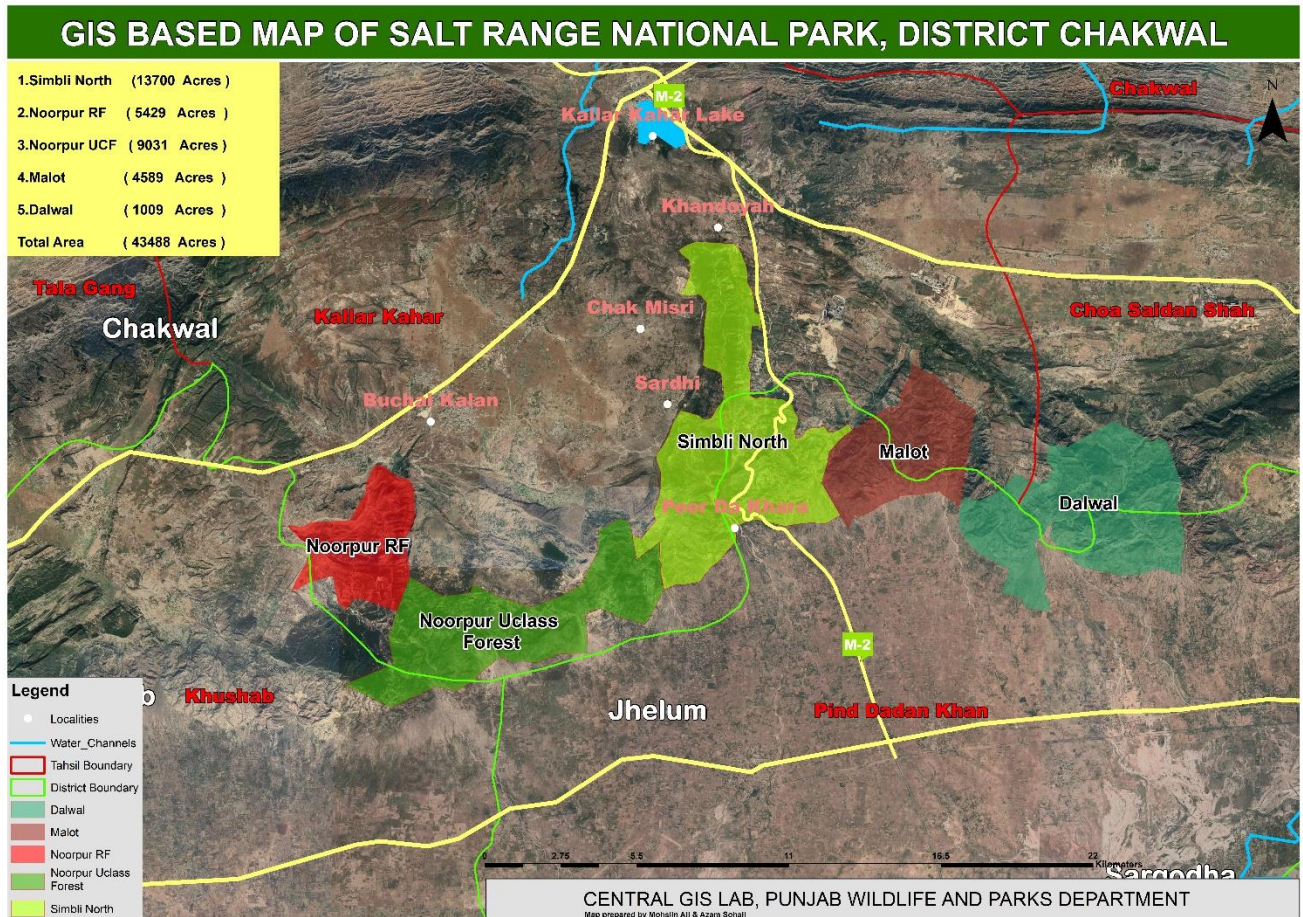 GIS BASED MAP OF SALT RANGE NATIONAL PARK, DISTRICT CHAKWAL
1.Simbli North (13700 Acres )
2.Noorpur RF ( 5429 Acres )
3.Noorpur UCF ( 9031 Acres )
4.Malot ( 4589 Acres )
5.Dalwal ( 1009 Acres )
Total Area ( 43488 Acres )
M-2
Chakwal
N
Kallar Kahar Lake
Khandoyah
Tala Gang
Chakwal
Kallar Kahar
Chak Misri
Choa Saidan Shah
Buchal Kalan
Sardhi
Simbli North
Malot
Dalwal
Peer Da Khara
Noorpur RF
Noorpur Uclass
Forest
M-2
Khushab
Jhelum
Pind Dadan Khan
Legend
Localities
Water_Channels
Tahsil Boundary
District Boundary
Dalwal
Malot
Noorpur RF
Noorpur Uclass
Forest
Simbli North
0 2.75 5.5 11 16.5 22
Kilometers
Sargodha
CENTRAL GIS LAB, PUNJAB WILDLIFE AND PARKS DEPARTMENT
Map prepared by Mohsin Ali & Azam Sohail